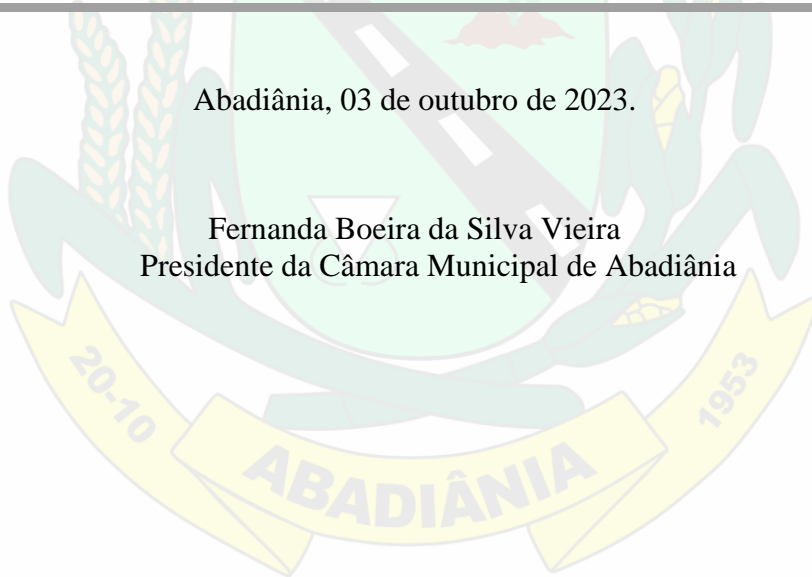 Abadiânia, 03 de outubro de 2023.
Fernanda Boeira da Silva Vieira
Presidente da Câmara Municipal de Abadiânia
20-10
ABADIÂNIA
1953